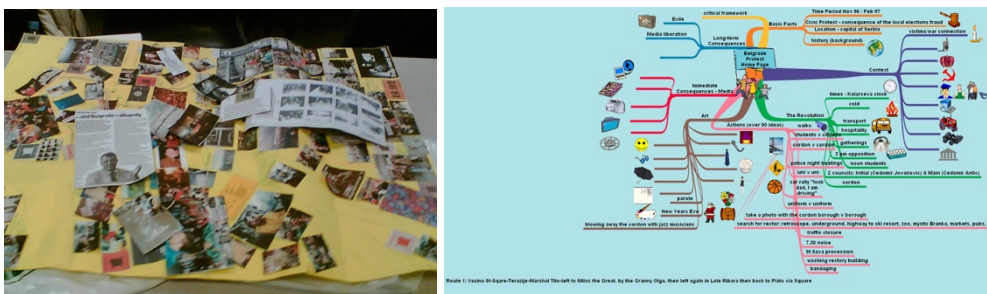 and Belgrade
critical framework
Basic Facts
Time Period Nov 96 - Feb 97
Civic Protest - consequence of the local elections fraud
Location - capital of Serbia
history (background)
Exile
Media liberation
Long-term
Consequences
Belgrade
Protest
Home Page
victims war connection
Context
Immediate
Consequences - Media
The Revolution
times - Kolarceva clash
cold
transport
hospitality
gatherings
3 pm opposition
noon students
2 councils: Initial (Cedomir Jovanovic) & Main (Cedomir Antic)
cordon
Art
parole
New Years Eve
blowing away the cordon with jazz musicians
Actions (over 90 ideas)
walks
students v citizens
cordon v cordon
police night beatings
uni v uni
car rally "look
dad, I am
driving"
uniform v uniform
take a photo with the cordon borough v borough
search for rector: retroscope, underground, highway to ski resort, zoo, mystic Branka, markets, pubs,
traffic closure
7.30 noise
St Sava procession
washing rectory building
bandaging
Route 1: Vasina St-Sqare-Terazije-Marshal Tito-left to Milos the Great, by the Granny Olga, then left again in Lole Ribara then back to Plato via Square